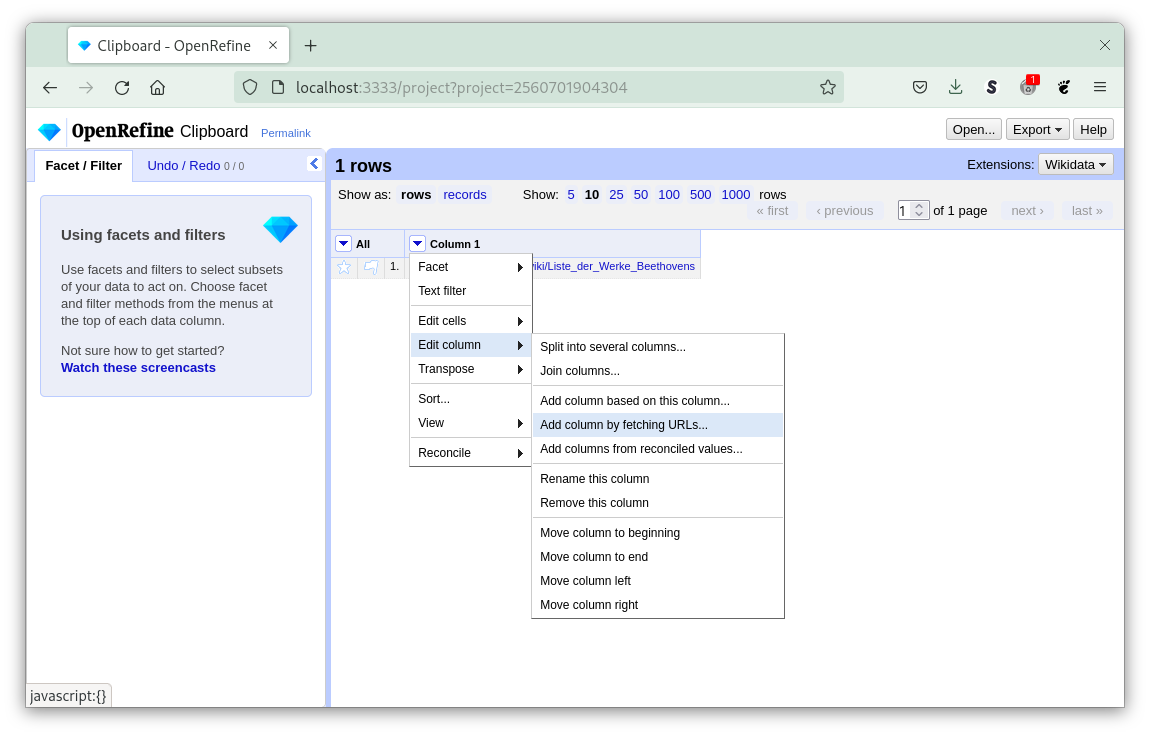 Clipboard - OpenRefine
localhost:3333/project?project=2560701904304
S
1
OpenRefine Clipboard Permalink
Open... Export Help
Facet / Filter Undo / Redo 0 / 0
1 rows
Extensions: Wikidata
Show as: rows records Show: 5 10 25 50 100 500 1000 rows
« first ‹ previous 1 of 1 page next › last »
Using facets and filters
Use facets and filters to select subsets
of your data to act on. Choose facet
and filter methods from the menus at
the top of each data column.
Not sure how to get started?
Watch these screencasts
All Column 1
1. iki/Liste_der_Werke_Beethovens
Facet
Text filter
Edit cells
Edit column
Transpose
Sort...
View
Reconcile
Split into several columns...
Join columns...
Add column based on this column...
Add column by fetching URLs...
Add columns from reconciled values...
Rename this column
Remove this column
Move column to beginning
Move column to end
Move column left
Move column right
javascript:{}